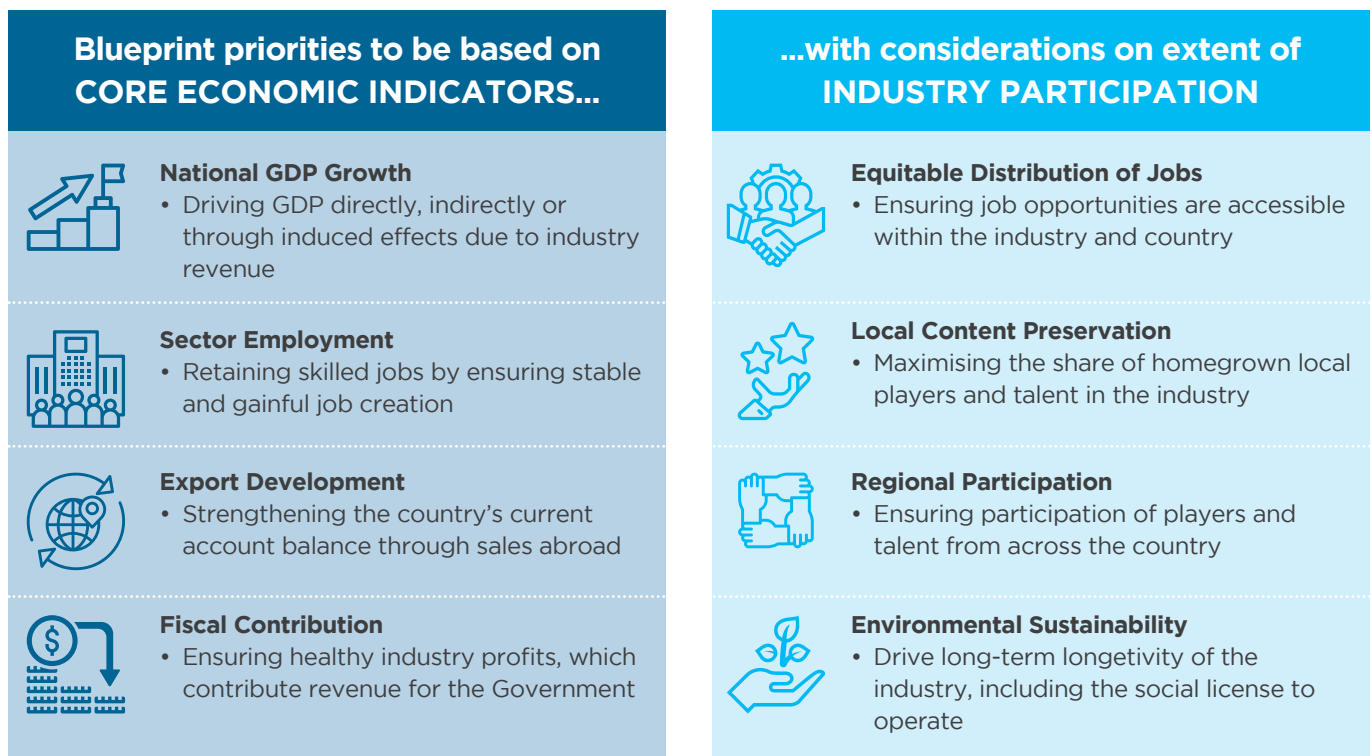 Blueprint priorities to be based on
CORE ECONOMIC INDICATORS...
National GDP Growth
• Driving GDP directly, indirectly or
through induced effects due to industry
revenue
Sector Employment
• Retaining skilled jobs by ensuring stable
and gainful job creation
Export Development
• Strengthening the country's current
account balance through sales abroad
$
Fiscal Contribution
• Ensuring healthy industry profits, which
contribute revenue for the Government
...with considerations on extent of
INDUSTRY PARTICIPATION
Equitable Distribution of Jobs
• Ensuring job opportunities are accessible
within the industry and country
Local Content Preservation
• Maximising the share of homegrown local
players and talent in the industry
Regional Participation
• Ensuring participation of players and
talent from across the country
Environmental Sustainability
• Drive long-term longetivity of the
industry, including the social license to
operate